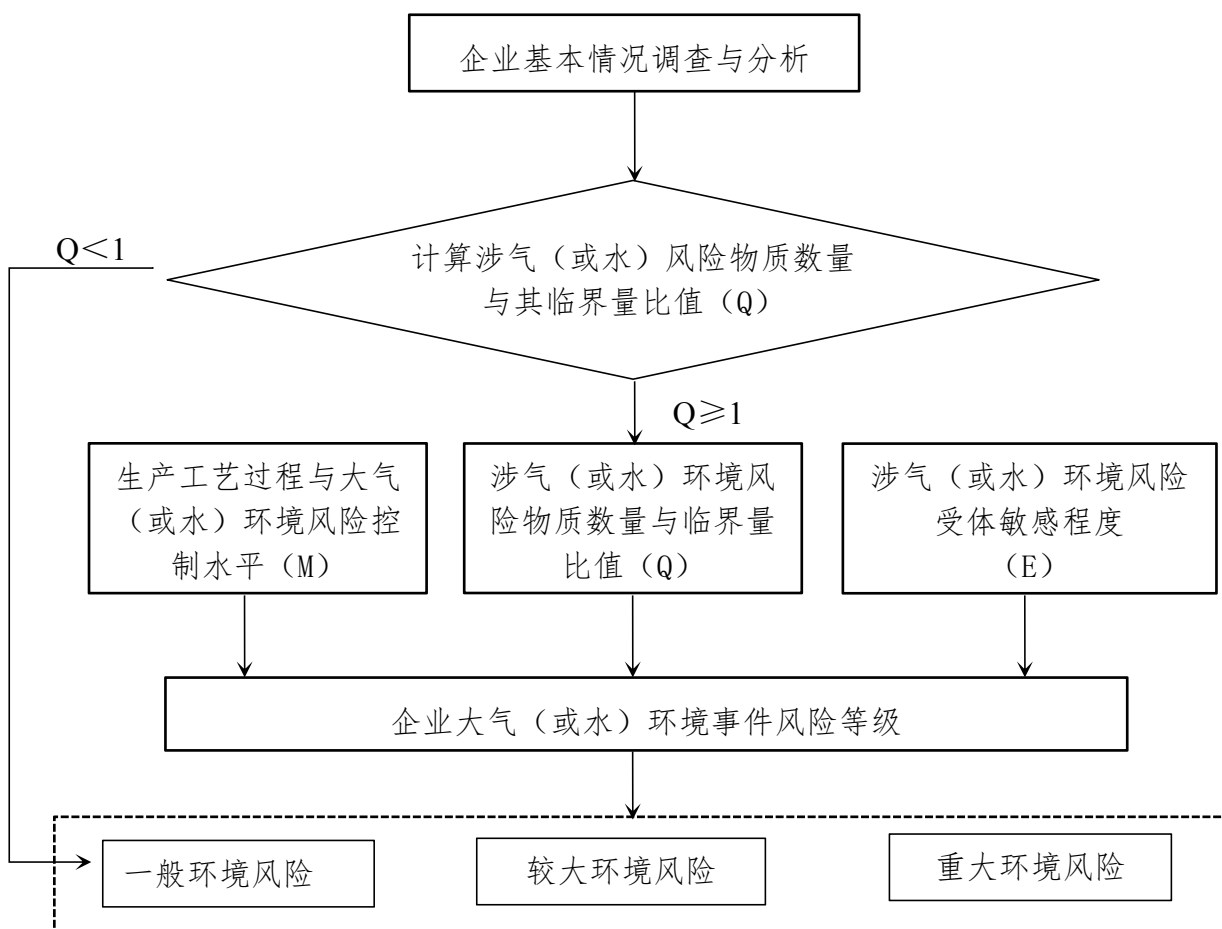 企业基本情况调查与分析
Q＜1
计算涉气（或水）风险物质数量
与其临界量比值（Q）
Q≥1
生产工艺过程与大气
（或水）环境风险控
制水平（M）
涉气（或水）环境风
险物质数量与临界量
比值（Q）
涉气（或水）环境风险
受体敏感程度
（E）
企业大气（或水）环境事件风险等级
一般环境风险
较大环境风险
重大环境风险